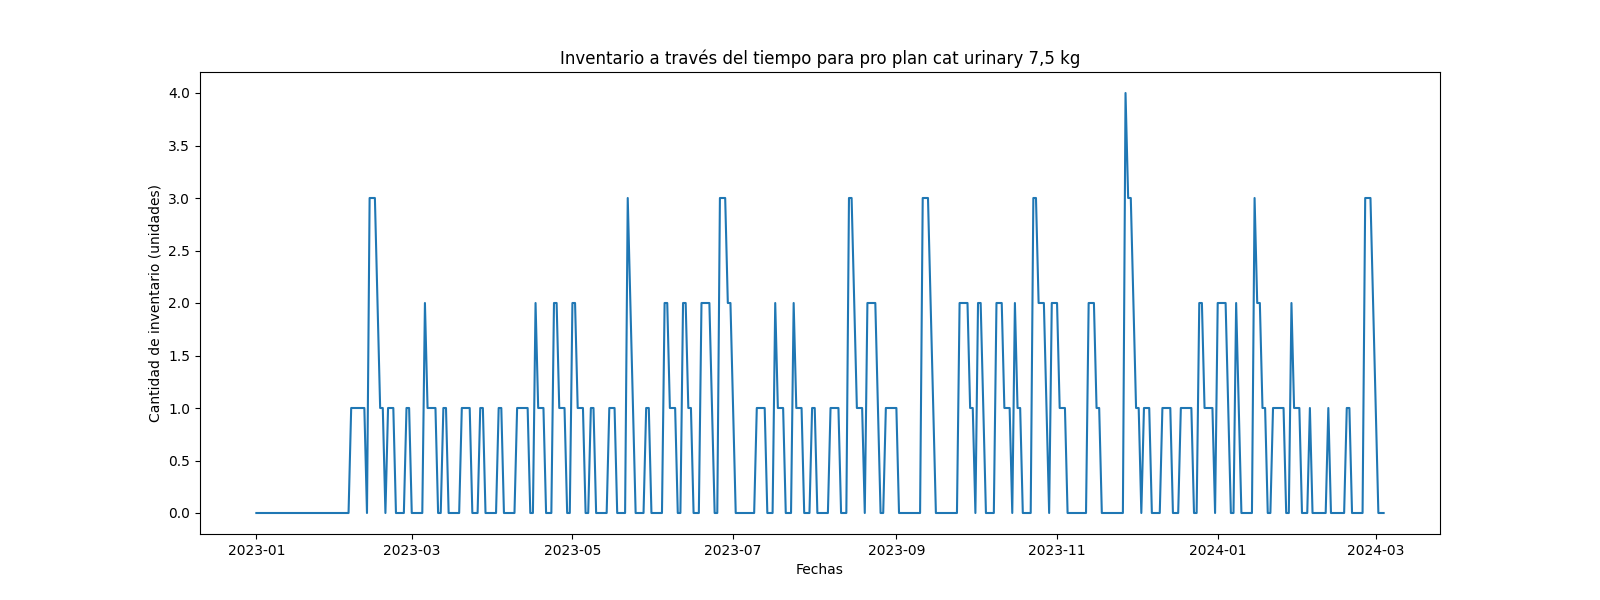 Inventario a través del tiempo para pro plan cat urinary 7,5 kg
Cantidad de inventario (unidades)
4.0
3.5
3.0
2.5
2.0
1.5
1.0
0.5
0.0
2023-01 2023-03 2023-05 2023-07 2023-09 2023-11 2024-01 2024-03
Fechas